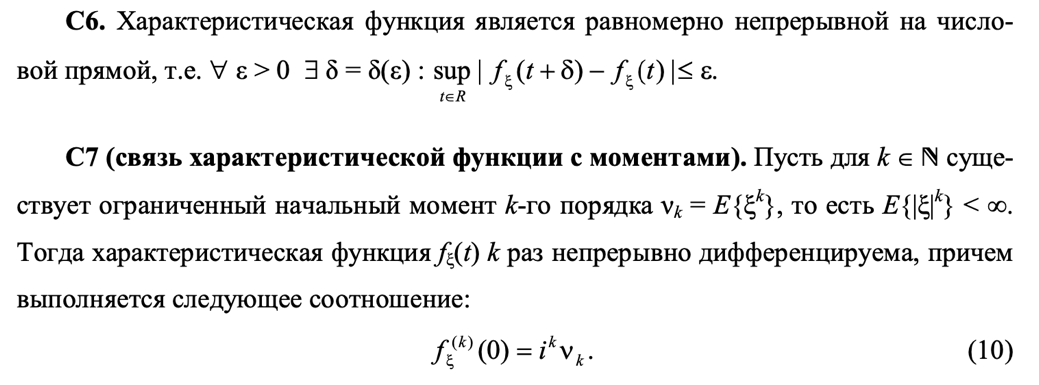 С6. Характеристическая функция является равномерно непрерывной на число-
вой прямой, т.е. ∀ ε > 0 ∃ δ = δ(ε) : sup | f_ξ (t + δ) − f_ξ (t) |≤ ε.
t∈R
С7 (связь характеристической функции с моментами). Пусть для k ∈ ℕ суще-
ствует ограниченный начальный момент k-го порядка ν_k = E{ξ^k}, то есть E{|ξ|^k} < ∞.
Тогда характеристическая функция f_ξ(t) k раз непрерывно дифференцируема, причем
выполняется следующее соотношение:
f_ξ^(k) (0) = i^k ν_k . (10)